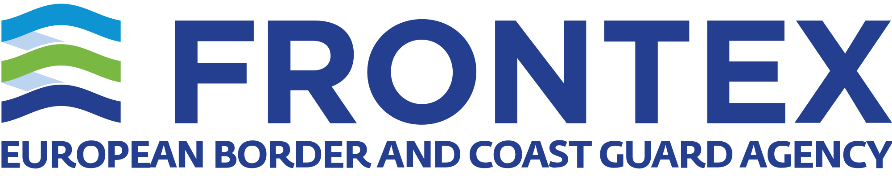 FRONTEX
EUROPEAN BORDER AND COAST GUARD AGENCY